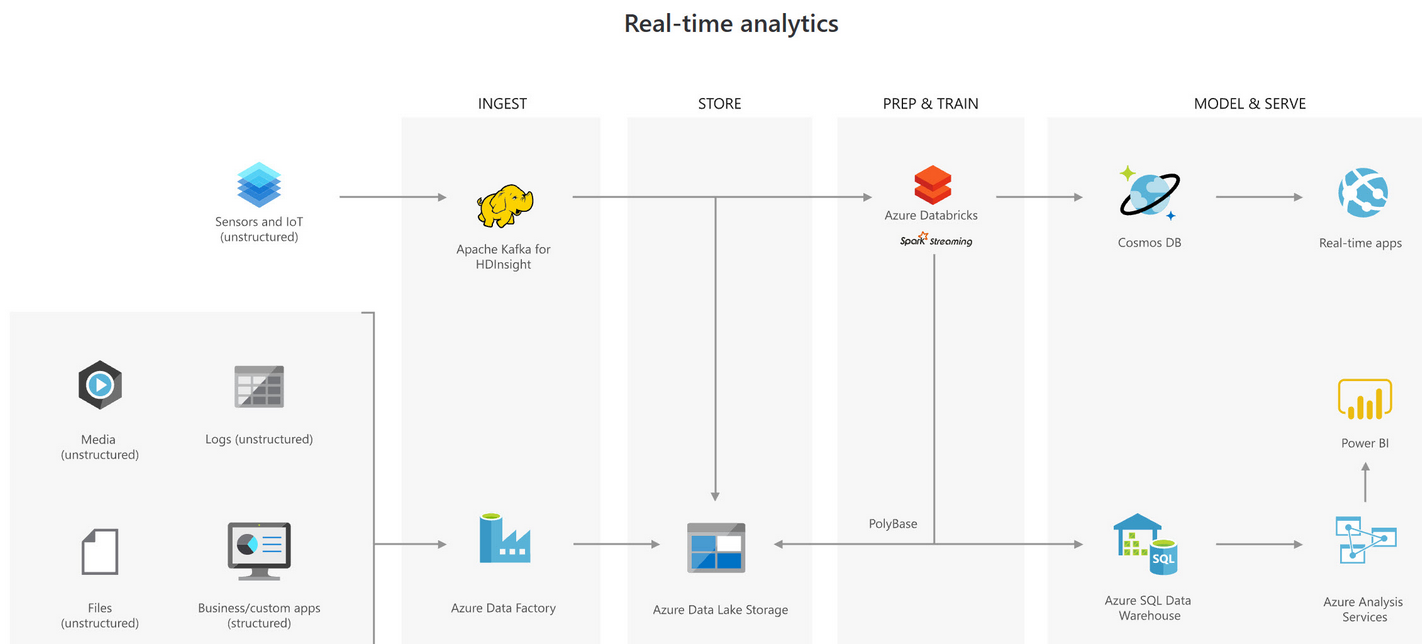 Real-time analytics
INGEST
STORE
PREP & TRAIN
MODEL & SERVE
Sensors and IoT
(unstructured)
Apache Kafka for
HDInsight
Azure Databricks
Spark Streaming
Cosmos DB
Real-time apps
Media
(unstructured)
Logs (unstructured)
Power BI
PolyBase
SQL
Files
(unstructured)
Business/custom apps
(structured)
Azure Data Factory
Azure Data Lake Storage
Azure SQL Data
Warehouse
Azure Analysis
Services